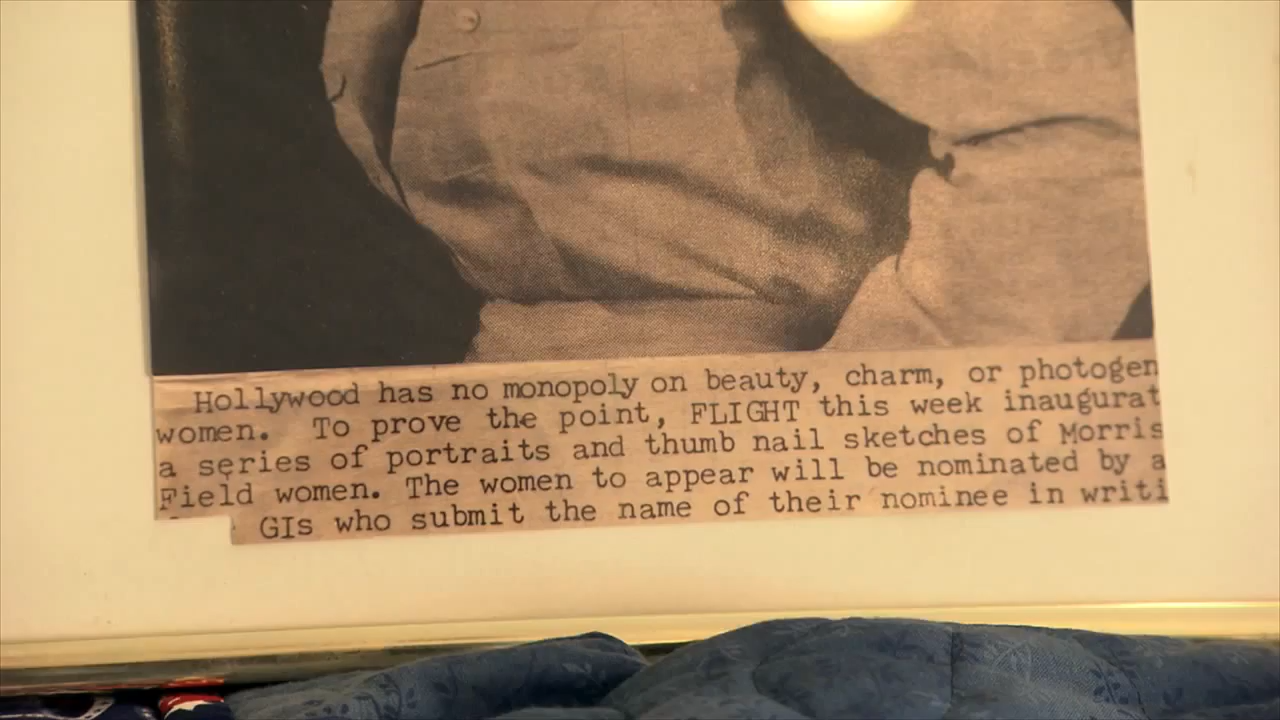 Hollywood has no monopoly on beauty, charm, or photogen
women. To prove the point, FLIGHT this week inaugurat
a series of portraits and thumb nail sketches of Morris
Field women. The women to appear will be nominated by a
GIs who submit the name of their nominee in writi